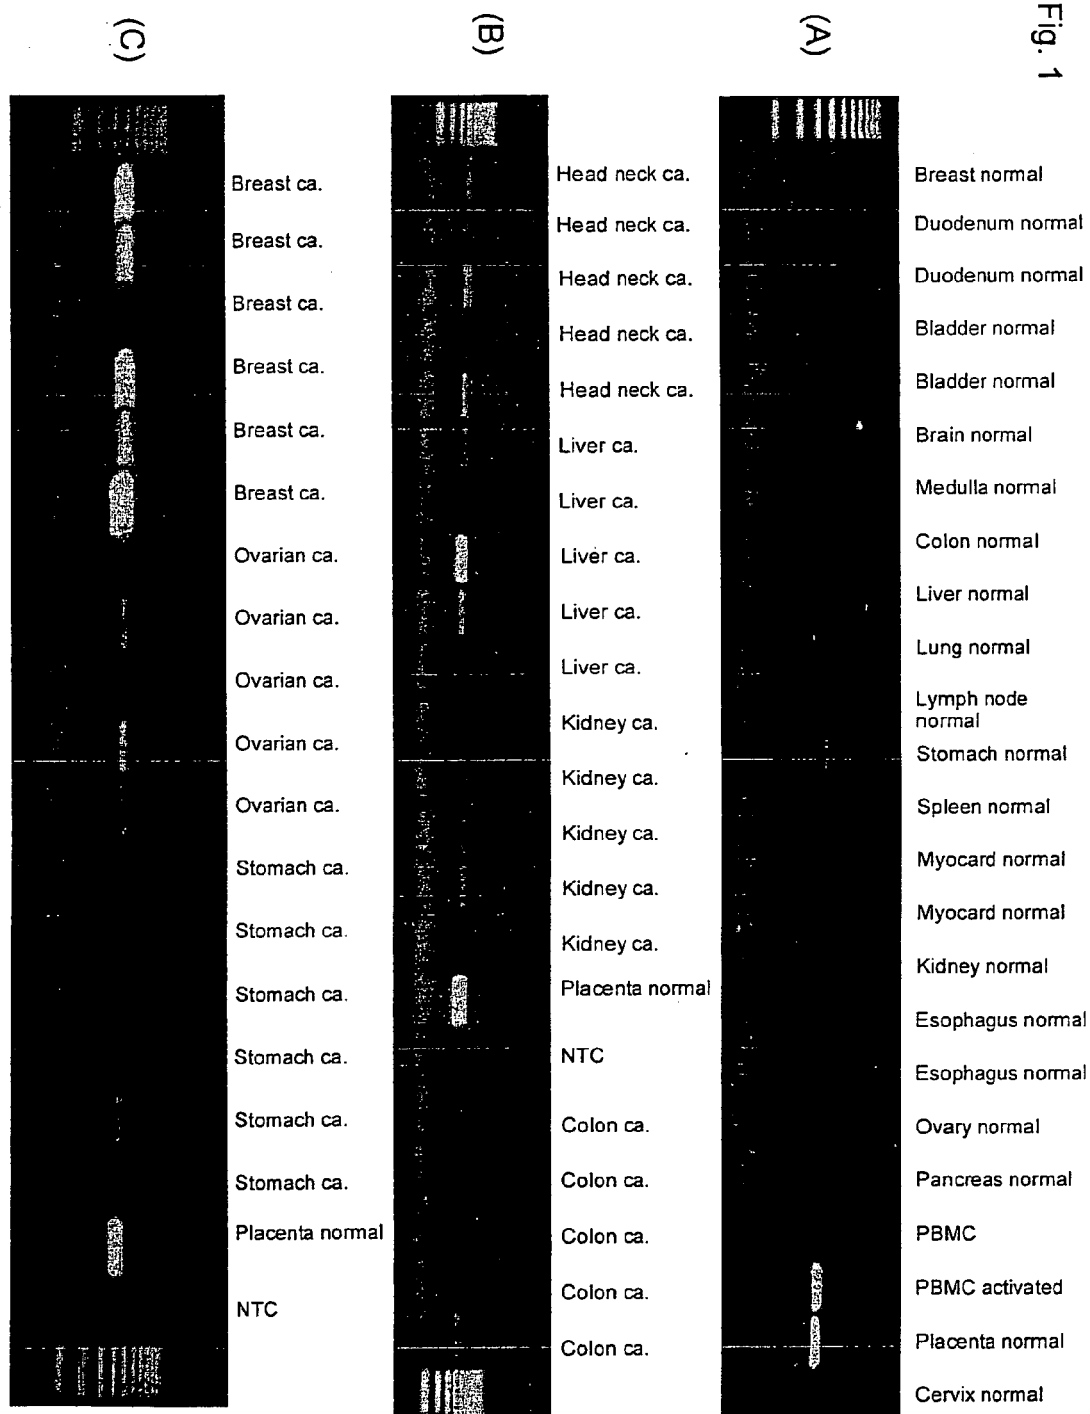 Fig. 1
(A)
Breast normal
Duodenum normal
Duodenum normal
Bladder normal
Bladder normal
Brain normal
Medulla normal
Colon normal
Liver normal
Lung normal
Lymph node
normal
Stomach normal
Spleen normal
Myocard normal
Myocard normal
Kidney normal
Esophagus normal
Esophagus normal
Ovary normal
Pancreas normal
PBMC
PBMC activated
Placenta normal
Cervix normal
(B)
Head neck ca.
Head neck ca.
Head neck ca.
Head neck ca.
Head neck ca.
Liver ca.
Liver ca.
Liver ca.
Liver ca.
Liver ca.
Kidney ca.
Kidney ca.
Kidney ca.
Kidney ca.
Kidney ca.
Placenta normal
NTC
Colon ca.
Colon ca.
Colon ca.
Colon ca.
Colon ca.
(C)
Breast ca.
Breast ca.
Breast ca.
Breast ca.
Breast ca.
Breast ca.
Ovarian ca.
Ovarian ca.
Ovarian ca.
Ovarian ca.
Ovarian ca.
Stomach ca.
Stomach ca.
Stomach ca.
Stomach ca.
Stomach ca.
Stomach ca.
Placenta normal
NTC